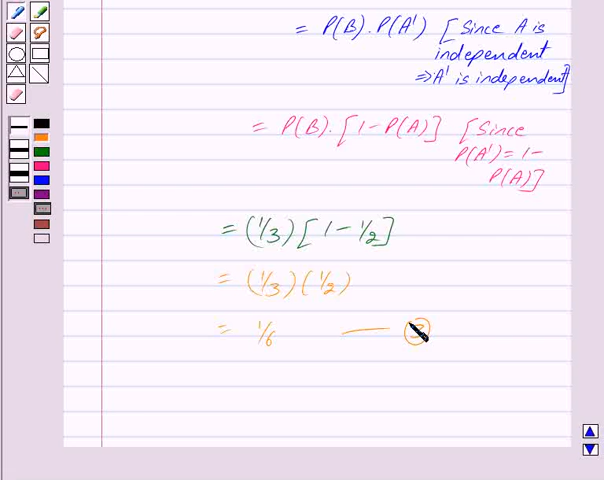 = P(B).P(A') [Since A is
independent
⇒ A' is independent]
= P(B).[1-P(A)] [Since
P(A')=1-
P(A)]
= (1/3)[1-1/2]
= (1/3)(1/2)
= 1/6 —— ③